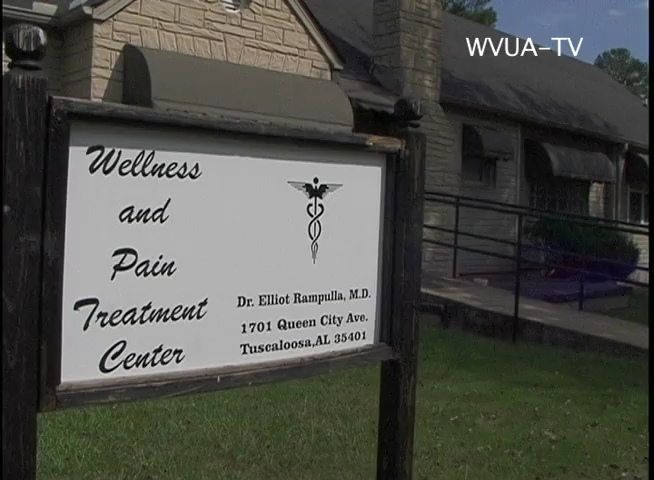 WVUA-TV
Wellness
and
Pain
Treatment
Center
Dr. Elliot Rampulla, M.D.
1701 Queen City Ave.
Tuscaloosa,AL 35401